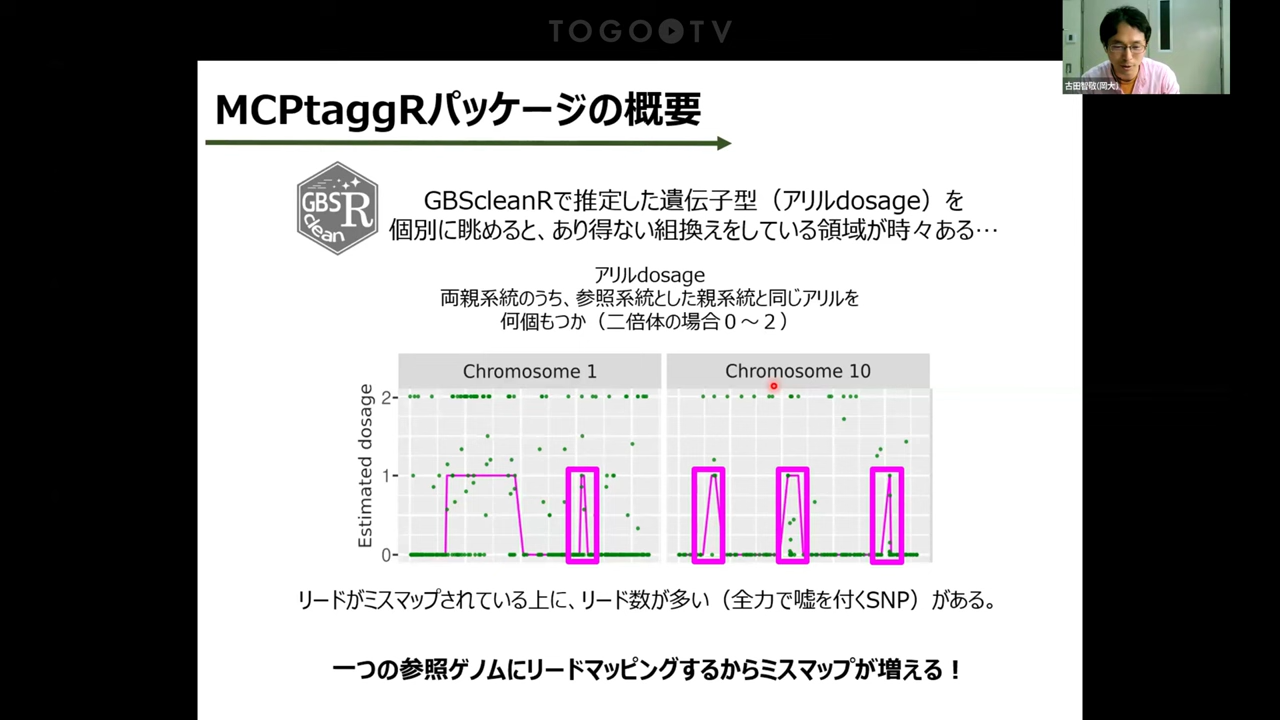 TOGO TV
古田智敬(岡大)
MCPtaggRパッケージの概要
GBS
R
clean
GBScleanRで推定した遺伝子型（アリルdosage）を
個別に眺めると、あり得ない組換えをしている領域が時々ある…
アリルdosage
両親系統のうち、参照系統とした親系統と同じアリルを
何個もつか（二倍体の場合０～２）
Chromosome 1
Chromosome 10
Estimated dosage
2
1
0
リードがミスマップされている上に、リード数が多い（全力で嘘を付くSNP）がある。
一つの参照ゲノムにリードマッピングするからミスマップが増える！